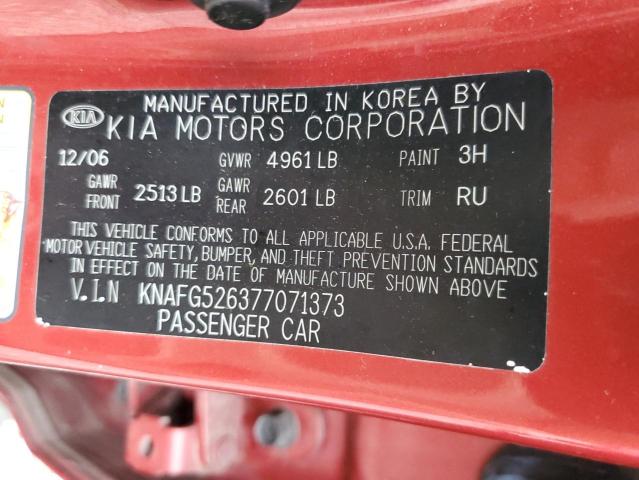 MANUFACTURED IN KOREA BY
KIA KIA MOTORS CORPORATION
12/06 GVWR 4961 LB PAINT 3H
GAWR FRONT 2513 LB GAWR REAR 2601 LB TRIM RU
THIS VEHICLE CONFORMS TO ALL APPLICABLE U.S.A. FEDERAL
MOTOR VEHICLE SAFETY, BUMPER, AND THEFT PREVENTION STANDARDS
IN EFFECT ON THE DATE OF MANUFACTURE SHOWN ABOVE
V.I.N KNAFG526377071373
PASSENGER CAR